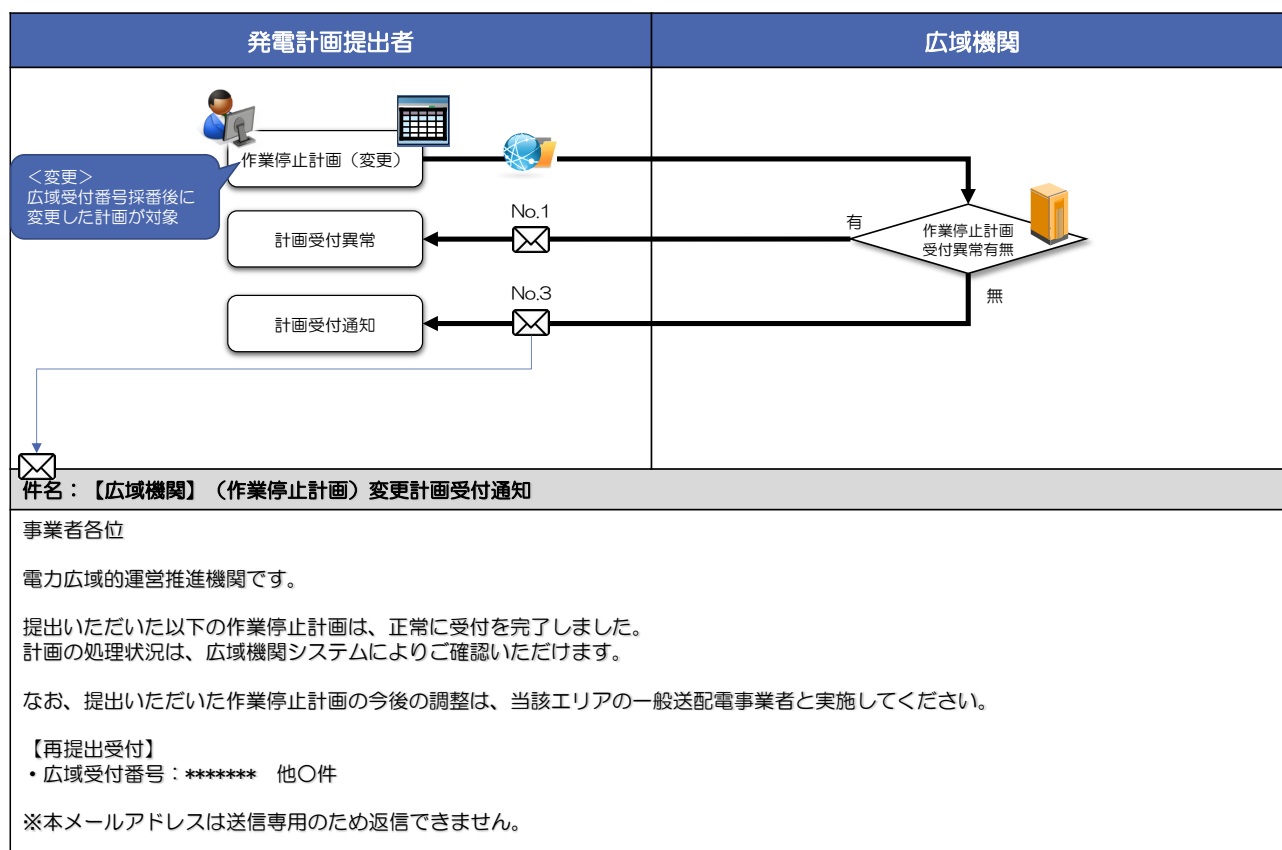 発電計画提出者
広域機関
作業停止計画（変更）
＜変更＞
広域受付番号採番後に
変更した計画が対象
No.1
計画受付異常
有
作業停止計画
受付異常有無
無
No.3
計画受付通知
件名：【広域機関】（作業停止計画）変更計画受付通知
事業者各位
電力広域的運営推進機関です。
提出いただいた以下の作業停止計画は、正常に受付を完了しました。
計画の処理状況は、広域機関システムによりご確認いただけます。
なお、提出いただいた作業停止計画の今後の調整は、当該エリアの一般送配電事業者と実施してください。
【再提出受付】
・広域受付番号：*******　他〇件
※本メールアドレスは送信専用のため返信できません。